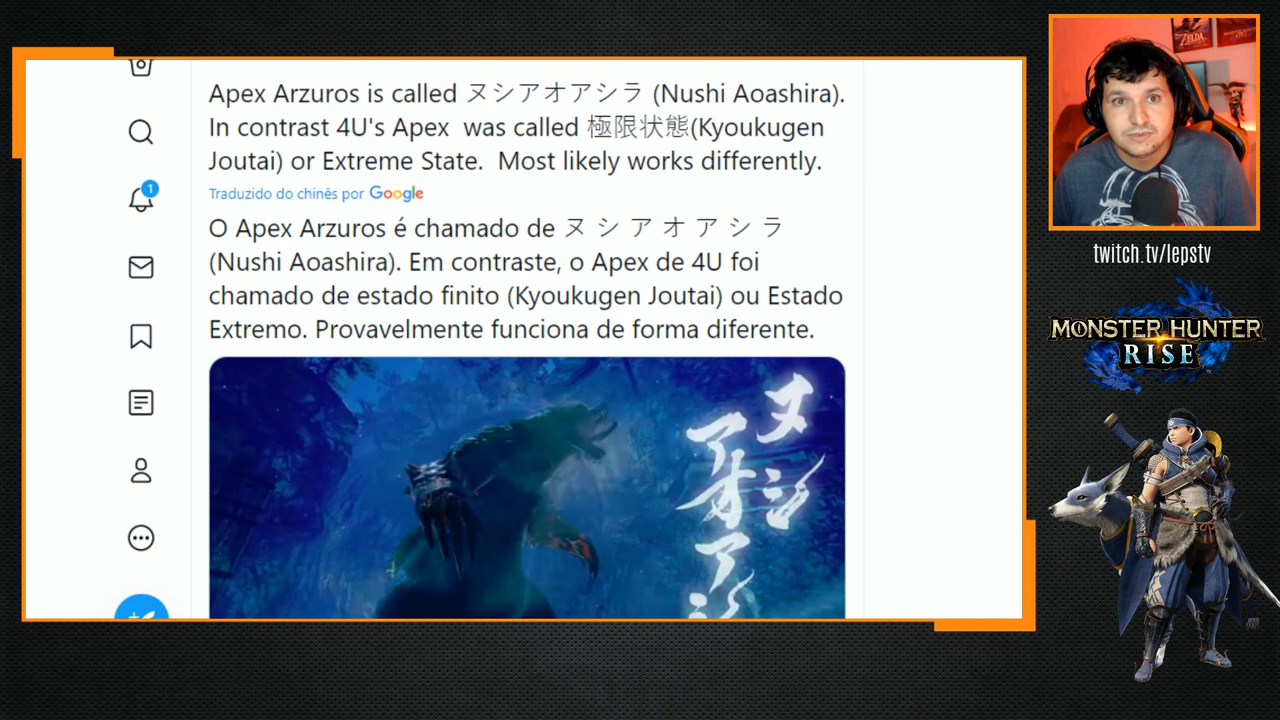 Apex Arzuros is called ヌシアオアシラ (Nushi Aoashira).
In contrast 4U's Apex was called 極限状態(Kyoukugen
Joutai) or Extreme State. Most likely works differently.
Traduzido do chinês por Google
O Apex Arzuros é chamado de ヌ シ ア オ ア シ ラ
(Nushi Aoashira). Em contraste, o Apex de 4U foi
chamado de estado finito (Kyoukugen Joutai) ou Estado
Extremo. Provavelmente funciona de forma diferente.
ヌシ
アオアシ
1
ZELDA
twitch.tv/lepstv
MONSTER HUNTER
RISE